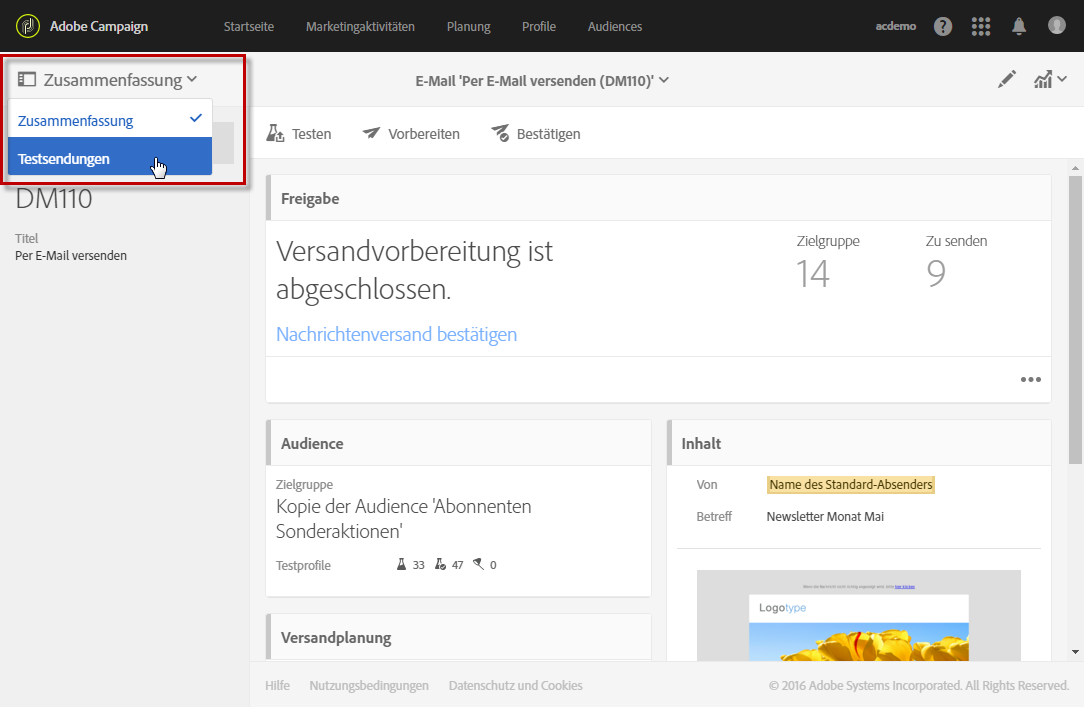 Adobe Campaign
Startseite Marketingaktivitäten Planung Profile Audiences
acdemo
Zusammenfassung
E-Mail 'Per E-Mail versenden (DM110)'
Zusammenfassung
Testsendungen
Testen Vorbereiten Bestätigen
DM110
Titel
Per E-Mail versenden
Freigabe
Versandvorbereitung ist
abgeschlossen.
Nachrichtenversand bestätigen
Zielgruppe Zu senden
14 9
Audience
Zielgruppe
Kopie der Audience 'Abonnenten
Sonderaktionen'
Testprofile 33 47 0
Versandplanung
Inhalt
Von Name des Standard-Absenders
Betreff Newsletter Monat Mai
Logotype
Hilfe Nutzungsbedingungen Datenschutz und Cookies
© 2016 Adobe Systems Incorporated. All Rights Reserved.